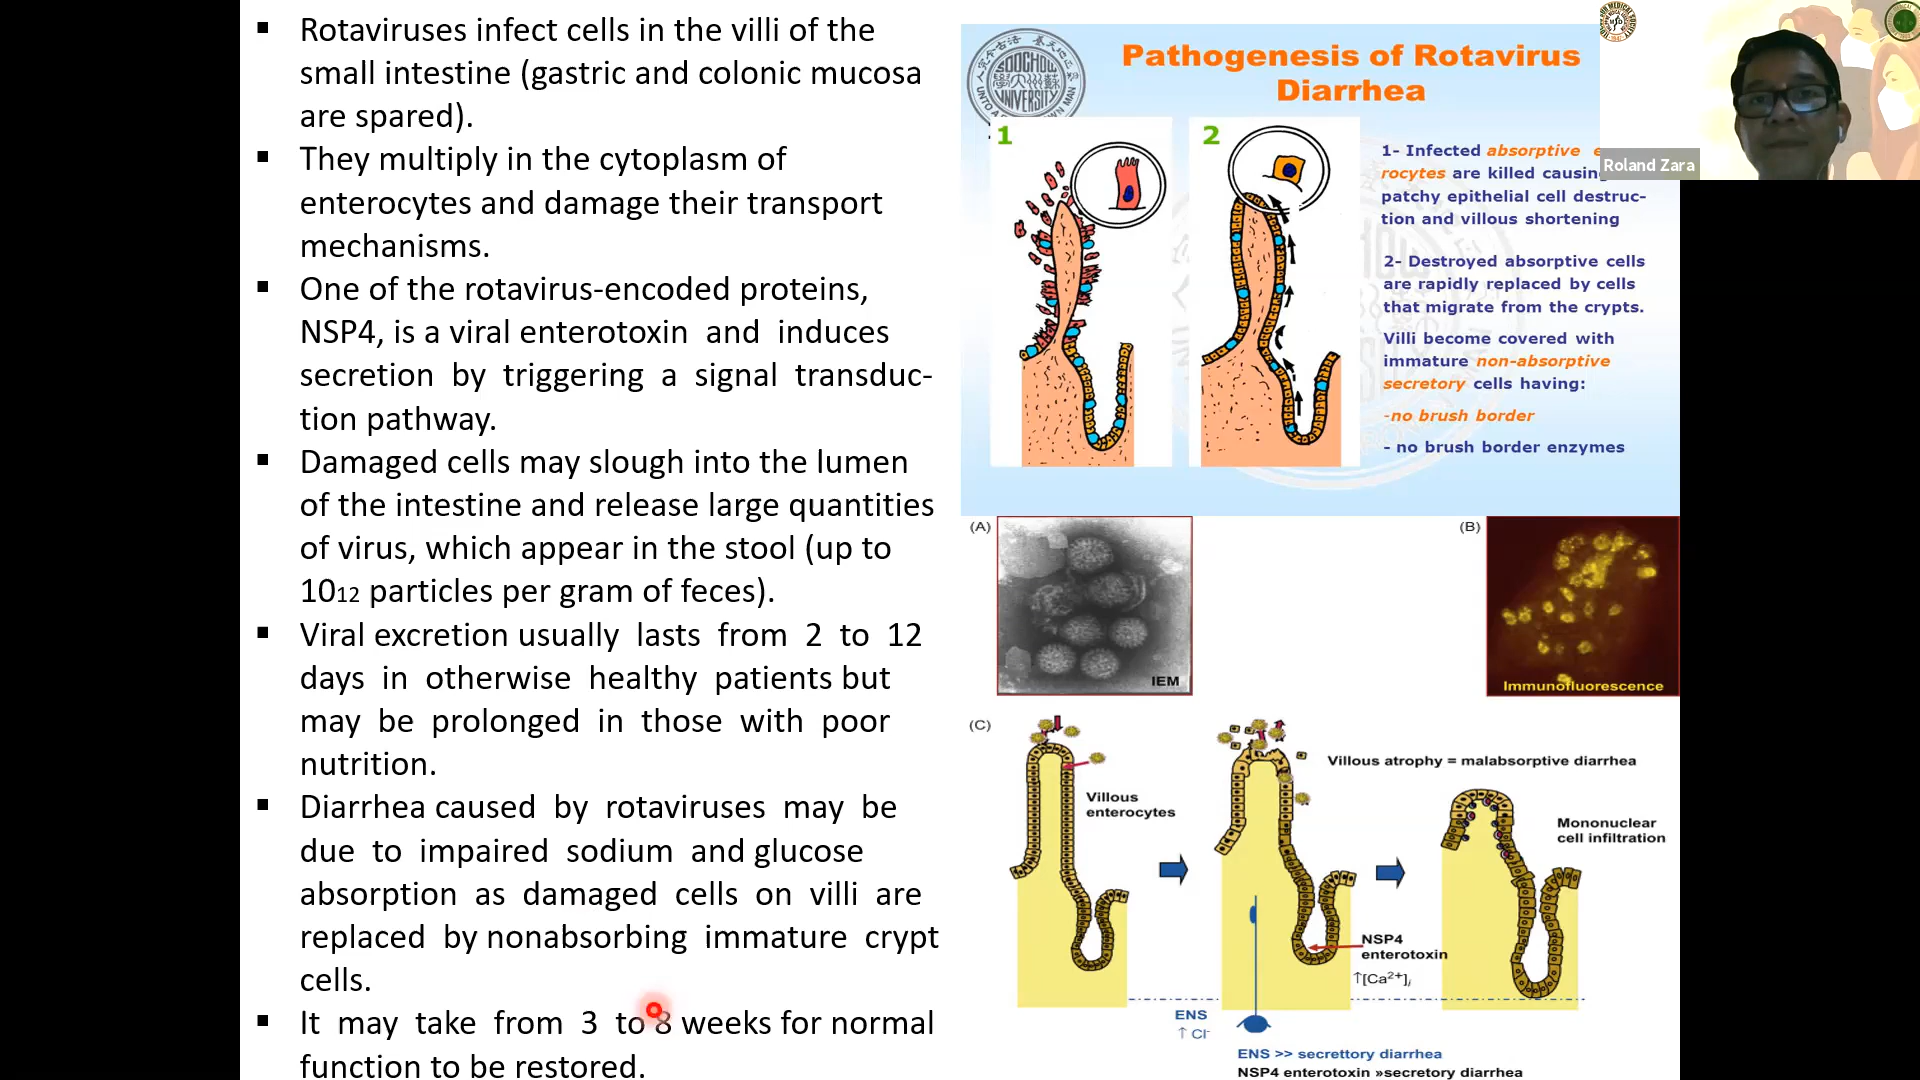 ▪ Rotaviruses infect cells in the villi of the
small intestine (gastric and colonic mucosa
are spared).
▪ They multiply in the cytoplasm of
enterocytes and damage their transport
mechanisms.
▪ One of the rotavirus-encoded proteins,
NSP4, is a viral enterotoxin and induces
secretion by triggering a signal transduc-
tion pathway.
▪ Damaged cells may slough into the lumen
of the intestine and release large quantities
of virus, which appear in the stool (up to
10₁₂ particles per gram of feces).
▪ Viral excretion usually lasts from 2 to 12
days in otherwise healthy patients but
may be prolonged in those with poor
nutrition.
▪ Diarrhea caused by rotaviruses may be
due to impaired sodium and glucose
absorption as damaged cells on villi are
replaced by nonabsorbing immature crypt
cells.
▪ It may take from 3 to 8 weeks for normal
function to be restored.
SOOCHOW
UNIVERSITY
Pathogenesis of Rotavirus
Diarrhea
1
2
1- Infected absorptive e
rocytes are killed causing
patchy epithelial cell destruc-
tion and villous shortening
2- Destroyed absorptive cells
are rapidly replaced by cells
that migrate from the crypts.
Villi become covered with
immature non-absorptive
secretory cells having:
-no brush border
- no brush border enzymes
Roland Zara
(A)
IEM
(B)
Immunofluorescence
(C)
Villous
enterocytes
Villous atrophy = malabsorptive diarrhea
Mononuclear
cell infiltration
NSP4
enterotoxin
↑[Ca²⁺]i
ENS
↑ Cl⁻
ENS >> secrettory diarrhea
NSP4 enterotoxin »secretory diarrhea